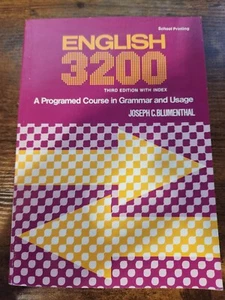 School Printing
ENGLISH
3200
THIRD EDITION WITH INDEX
A Programed Course in Grammar and Usage
JOSEPH C. BLUMENTHAL